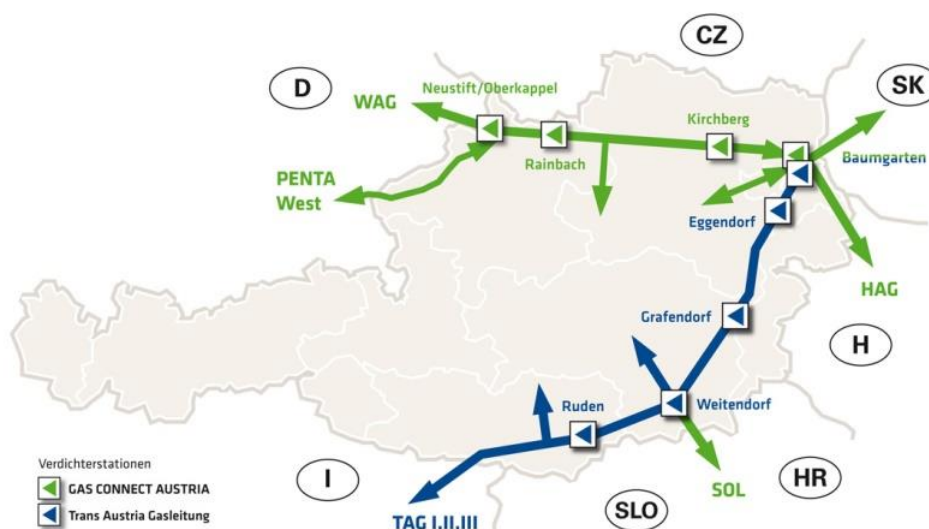 CZ
D
SK
Neustift/Oberkappel
WAG
Kirchberg
Rainbach
Baumgarten
PENTA
West
Eggendorf
HAG
Grafendorf
H
Ruden
Weitendorf
Verdichterstationen
GAS CONNECT AUSTRIA
Trans Austria Gasleitung
I
TAG I,II,III
SLO
SOL
HR